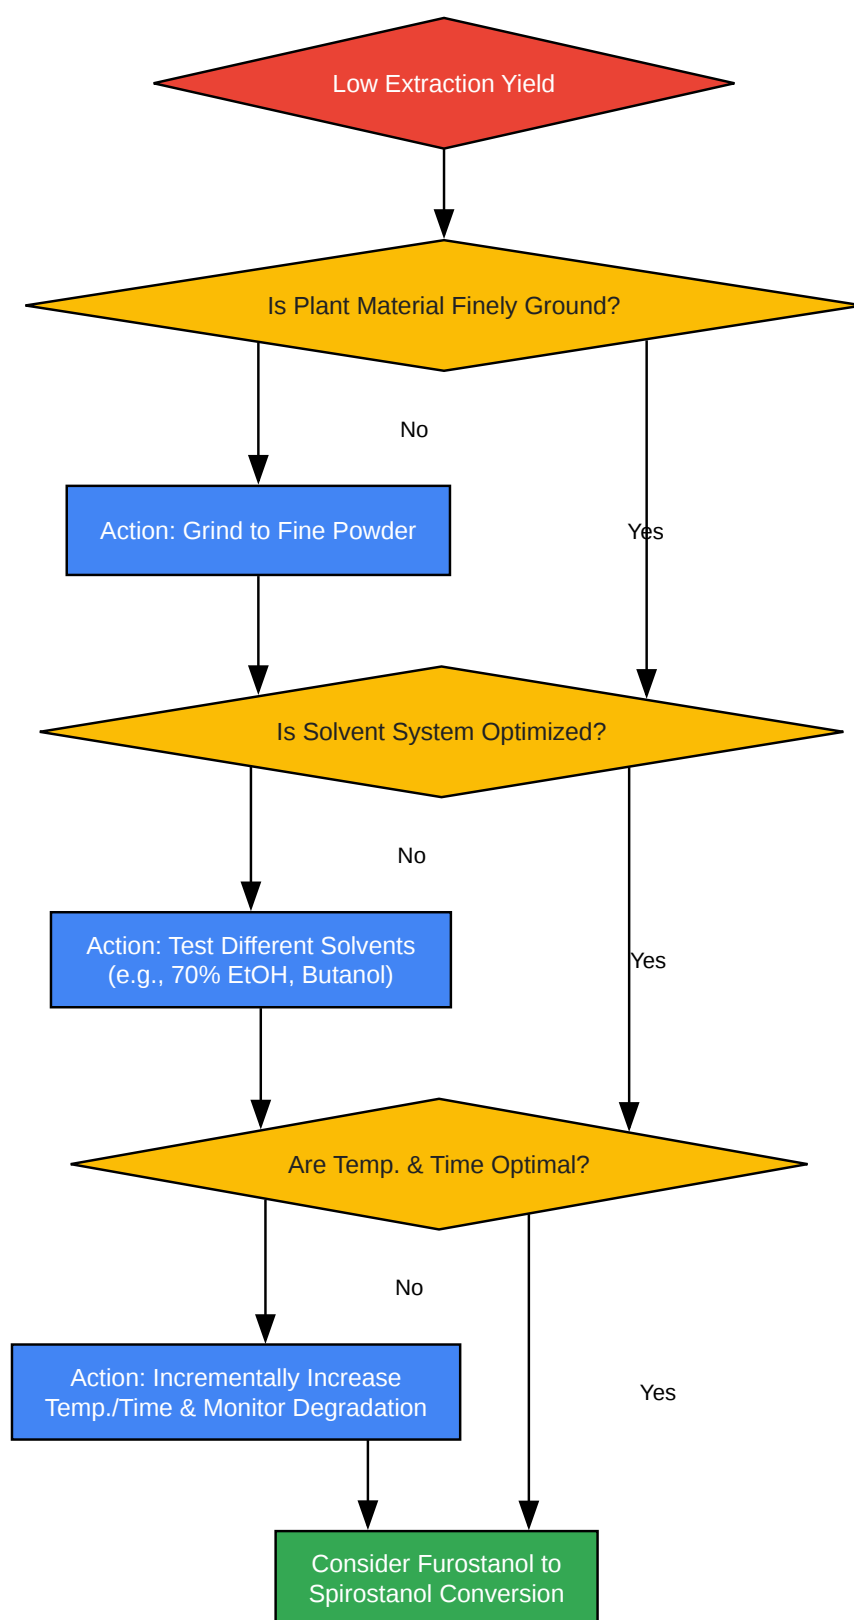 Low Extraction Yield
Is Plant Material Finely Ground?
No
Action: Grind to Fine Powder
Yes
Is Solvent System Optimized?
No
Action: Test Different Solvents
(e.g., 70% EtOH, Butanol)
Yes
Are Temp. & Time Optimal?
No
Action: Incrementally Increase
Temp./Time & Monitor Degradation
Yes
Consider Furostanol to
Spirostanol Conversion